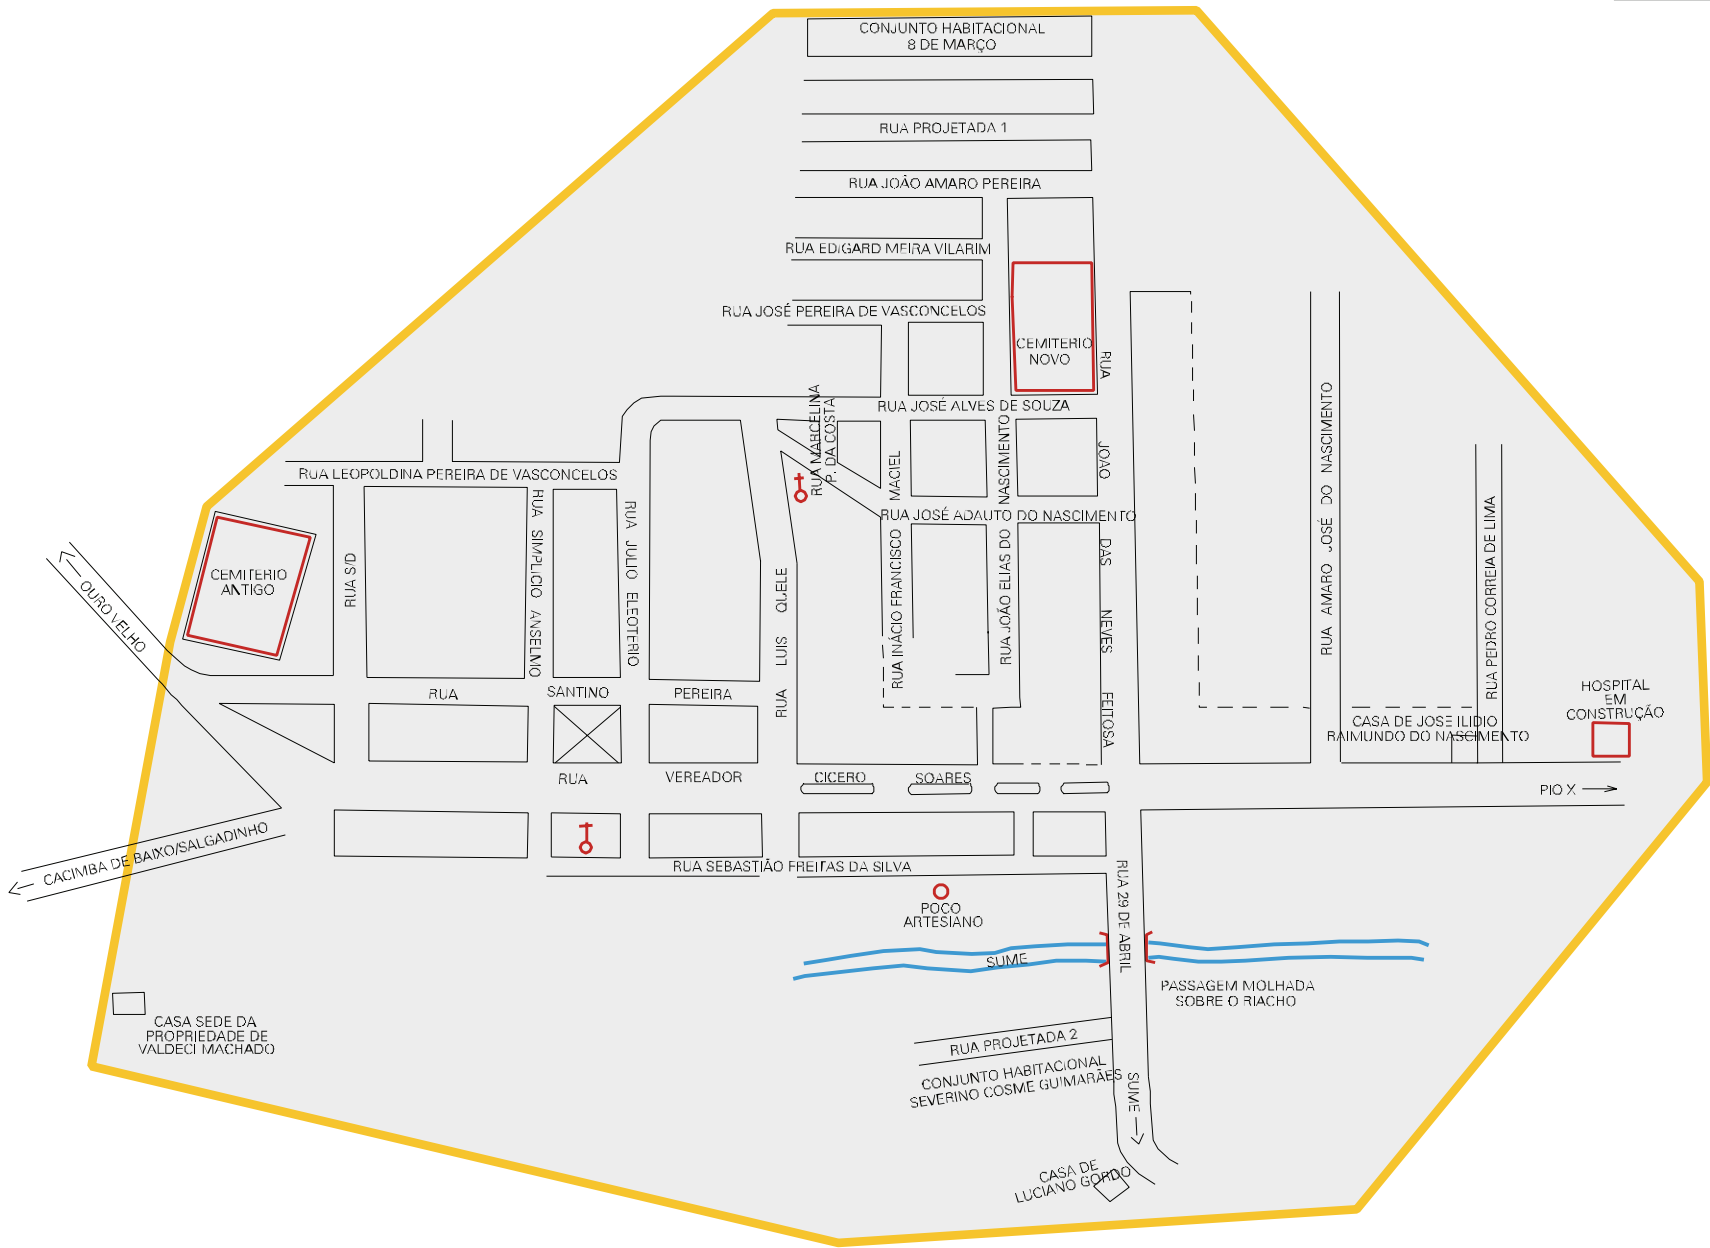 CONJUNTO HABITACIONAL
8 DE MARÇO
RUA PROJETADA 1
RUA JOÃO AMARO PEREIRA
RUA EDIGARD MEIRA VILARIM
RUA JOSÉ PEREIRA DE VASCONCELOS
CEMITERIO
NOVO
RUA JOSÉ ALVES DE SOUZA
RUA MARCELINA
P. DA COSTA
RUA LEOPOLDINA PEREIRA DE VASCONCELOS
RUA JOSÉ ADAUTO DO NASCIMENTO
CEMITERIO
ANTIGO
OURO VELHO
RUA S/D
RUA SIMPLICIO ANSELMO
RUA JULIO ELEOTERIO
RUA LUIS QUELE
RUA INÁCIO FRANCISCO MACIEL
RUA JOÃO ELIAS DO NASCIMENTO
RUA JOAO DAS NEVES FEITOSA
RUA AMARO JOSÉ DO NASCIMENTO
RUA PEDRO CORREIA DE LIMA
RUA SANTINO PEREIRA
HOSPITAL
EM
CONSTRUÇÃO
CASA DE JOSE ILIDIO
RAIMUNDO DO NASCIMENTO
RUA VEREADOR CICERO SOARES
PIO X
CACIMBA DE BAIXO/SALGADINHO
RUA SEBASTIÃO FREITAS DA SILVA
POCO
ARTESIANO
RUA 29 DE ABRIL
SUME
PASSAGEM MOLHADA
SOBRE O RIACHO
CASA SEDE DA
PROPRIEDADE DE
VALDECI MACHADO
RUA PROJETADA 2
CONJUNTO HABITACIONAL
SEVERINO COSME GUIMARÃES
SUME
CASA DE
LUCIANO GORDO